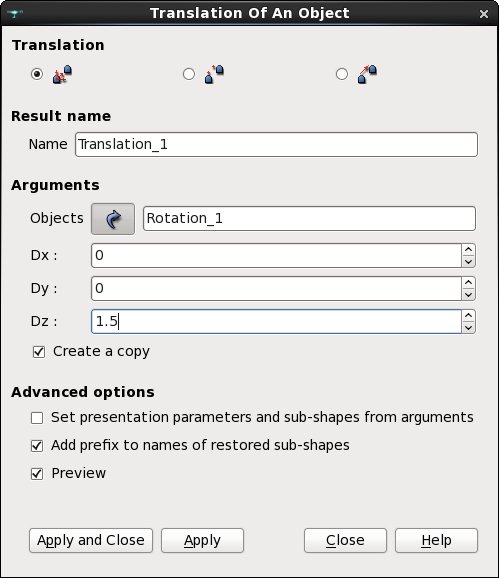 Translation Of An Object
Translation
Result name
Name Translation_1
Arguments
Objects Rotation_1
Dx : 0
Dy : 0
Dz : 1.5
Create a copy
Advanced options
Set presentation parameters and sub-shapes from arguments
Add prefix to names of restored sub-shapes
Preview
Apply and Close Apply Close Help